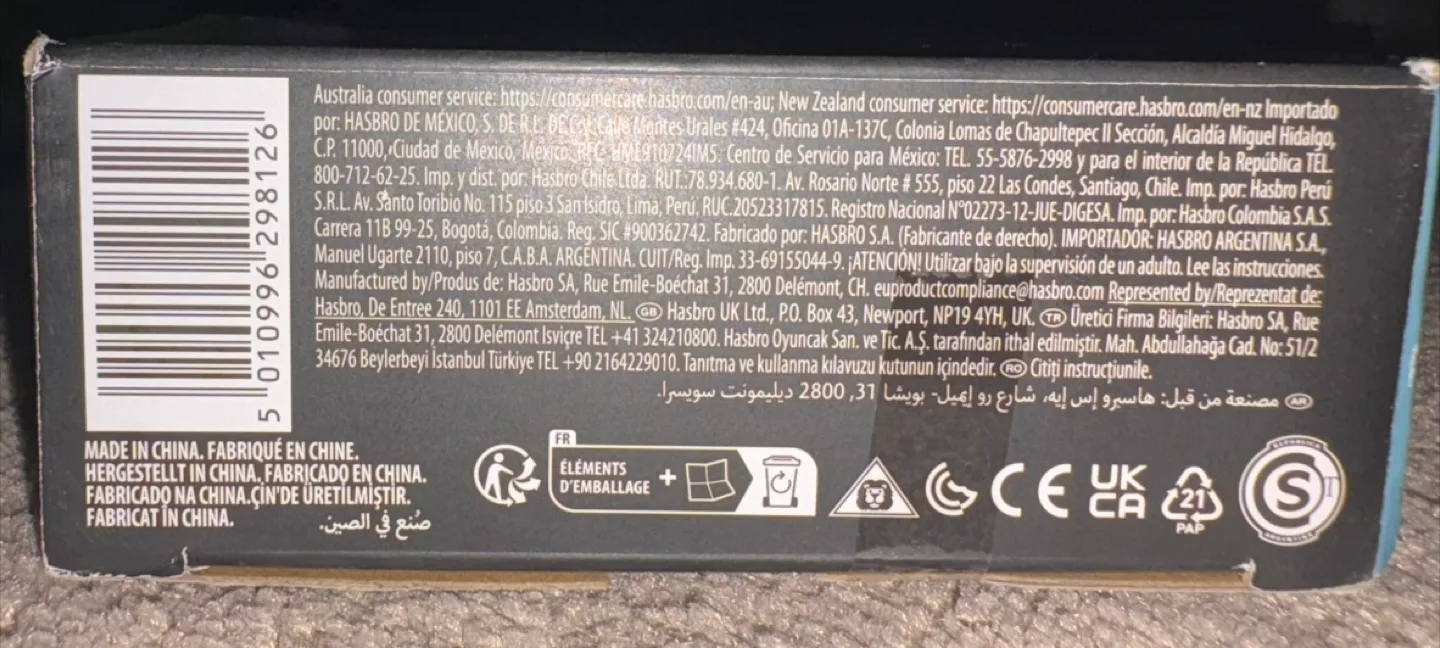 Australia consumer service: https://consumercare.hasbro.com/en-au; New Zealand consumer service: https://consumercare.hasbro.com/en-nz Importado
por: HASBRO DE MÉXICO, S. DE R.L. DE C.V. Calle Montes Urales #424, Oficina 01A-137C, Colonia Lomas de Chapultepec II Sección, Alcaldía Miguel Hidalgo,
C.P. 11000, Ciudad de México, México, RFC HME910724IM5. Centro de Servicio para México: TEL. 55-5876-2998 y para el interior de la República TEL.
800-712-62-25. Imp. y dist. por: Hasbro Chile Ltda. RUT.:78.934.680-1. Av. Rosario Norte # 555, piso 22 Las Condes, Santiago, Chile. Imp. por: Hasbro Perú
S.R.L. Av. Santo Toribio No. 115 piso 3 San Isidro, Lima, Perú, RUC.20523317815. Registro Nacional N°02273-12-JUE-DIGESA. Imp. por: Hasbro Colombia S.A.S.
Carrera 11B 99-25, Bogotá, Colombia. Reg. SIC #900362742. Fabricado por: HASBRO S.A. (Fabricante de derecho). IMPORTADOR: HASBRO ARGENTINA S.A.,
Manuel Ugarte 2110, piso 7, C.A.B.A. ARGENTINA. CUIT/Reg. Imp. 33-69155044-9. ¡ATENCIÓN! Utilizar bajo la supervisión de un adulto. Lee las instrucciones.
Manufactured by/Produs de: Hasbro SA, Rue Emile-Boéchat 31, 2800 Delémont, CH. euproductcompliance@hasbro.com Represented by/Reprezentat de:
Hasbro, De Entree 240, 1101 EE Amsterdam, NL. GB Hasbro UK Ltd., P.O. Box 43, Newport, NP19 4YH, UK. TR Üretici Firma Bilgileri: Hasbro SA, Rue
Emile-Boéchat 31, 2800 Delémont İsviçre TEL +41 324210800. Hasbro Oyuncak San. ve Tic. A.Ş. tarafından ithal edilmiştir. Mah. Abdullahağa Cad. No: 51/2
34676 Beylerbeyi İstanbul Türkiye TEL +90 2164229010. Tanıtma ve kullanma kılavuzu kutunun içindedir. RO Citiți instrucțiunile.
AR مصنعة من قبل: هاسبرو إس إيه، شارع رو إميل- بويشا 31, 2800 ديليمونت سويسرا.
5 010996 298126
MADE IN CHINA. FABRIQUÉ EN CHINE.
HERGESTELLT IN CHINA. FABRICADO EN CHINA.
FABRICADO NA CHINA.ÇİN'DE ÜRETİLMİŞTİR.
FABRICAT ÎN CHINA.
صُنع في الصين.
FR
ÉLÉMENTS
D'EMBALLAGE +
CE
UK
CA
21
PAP
REPUBLICA
S
ARGENTINA